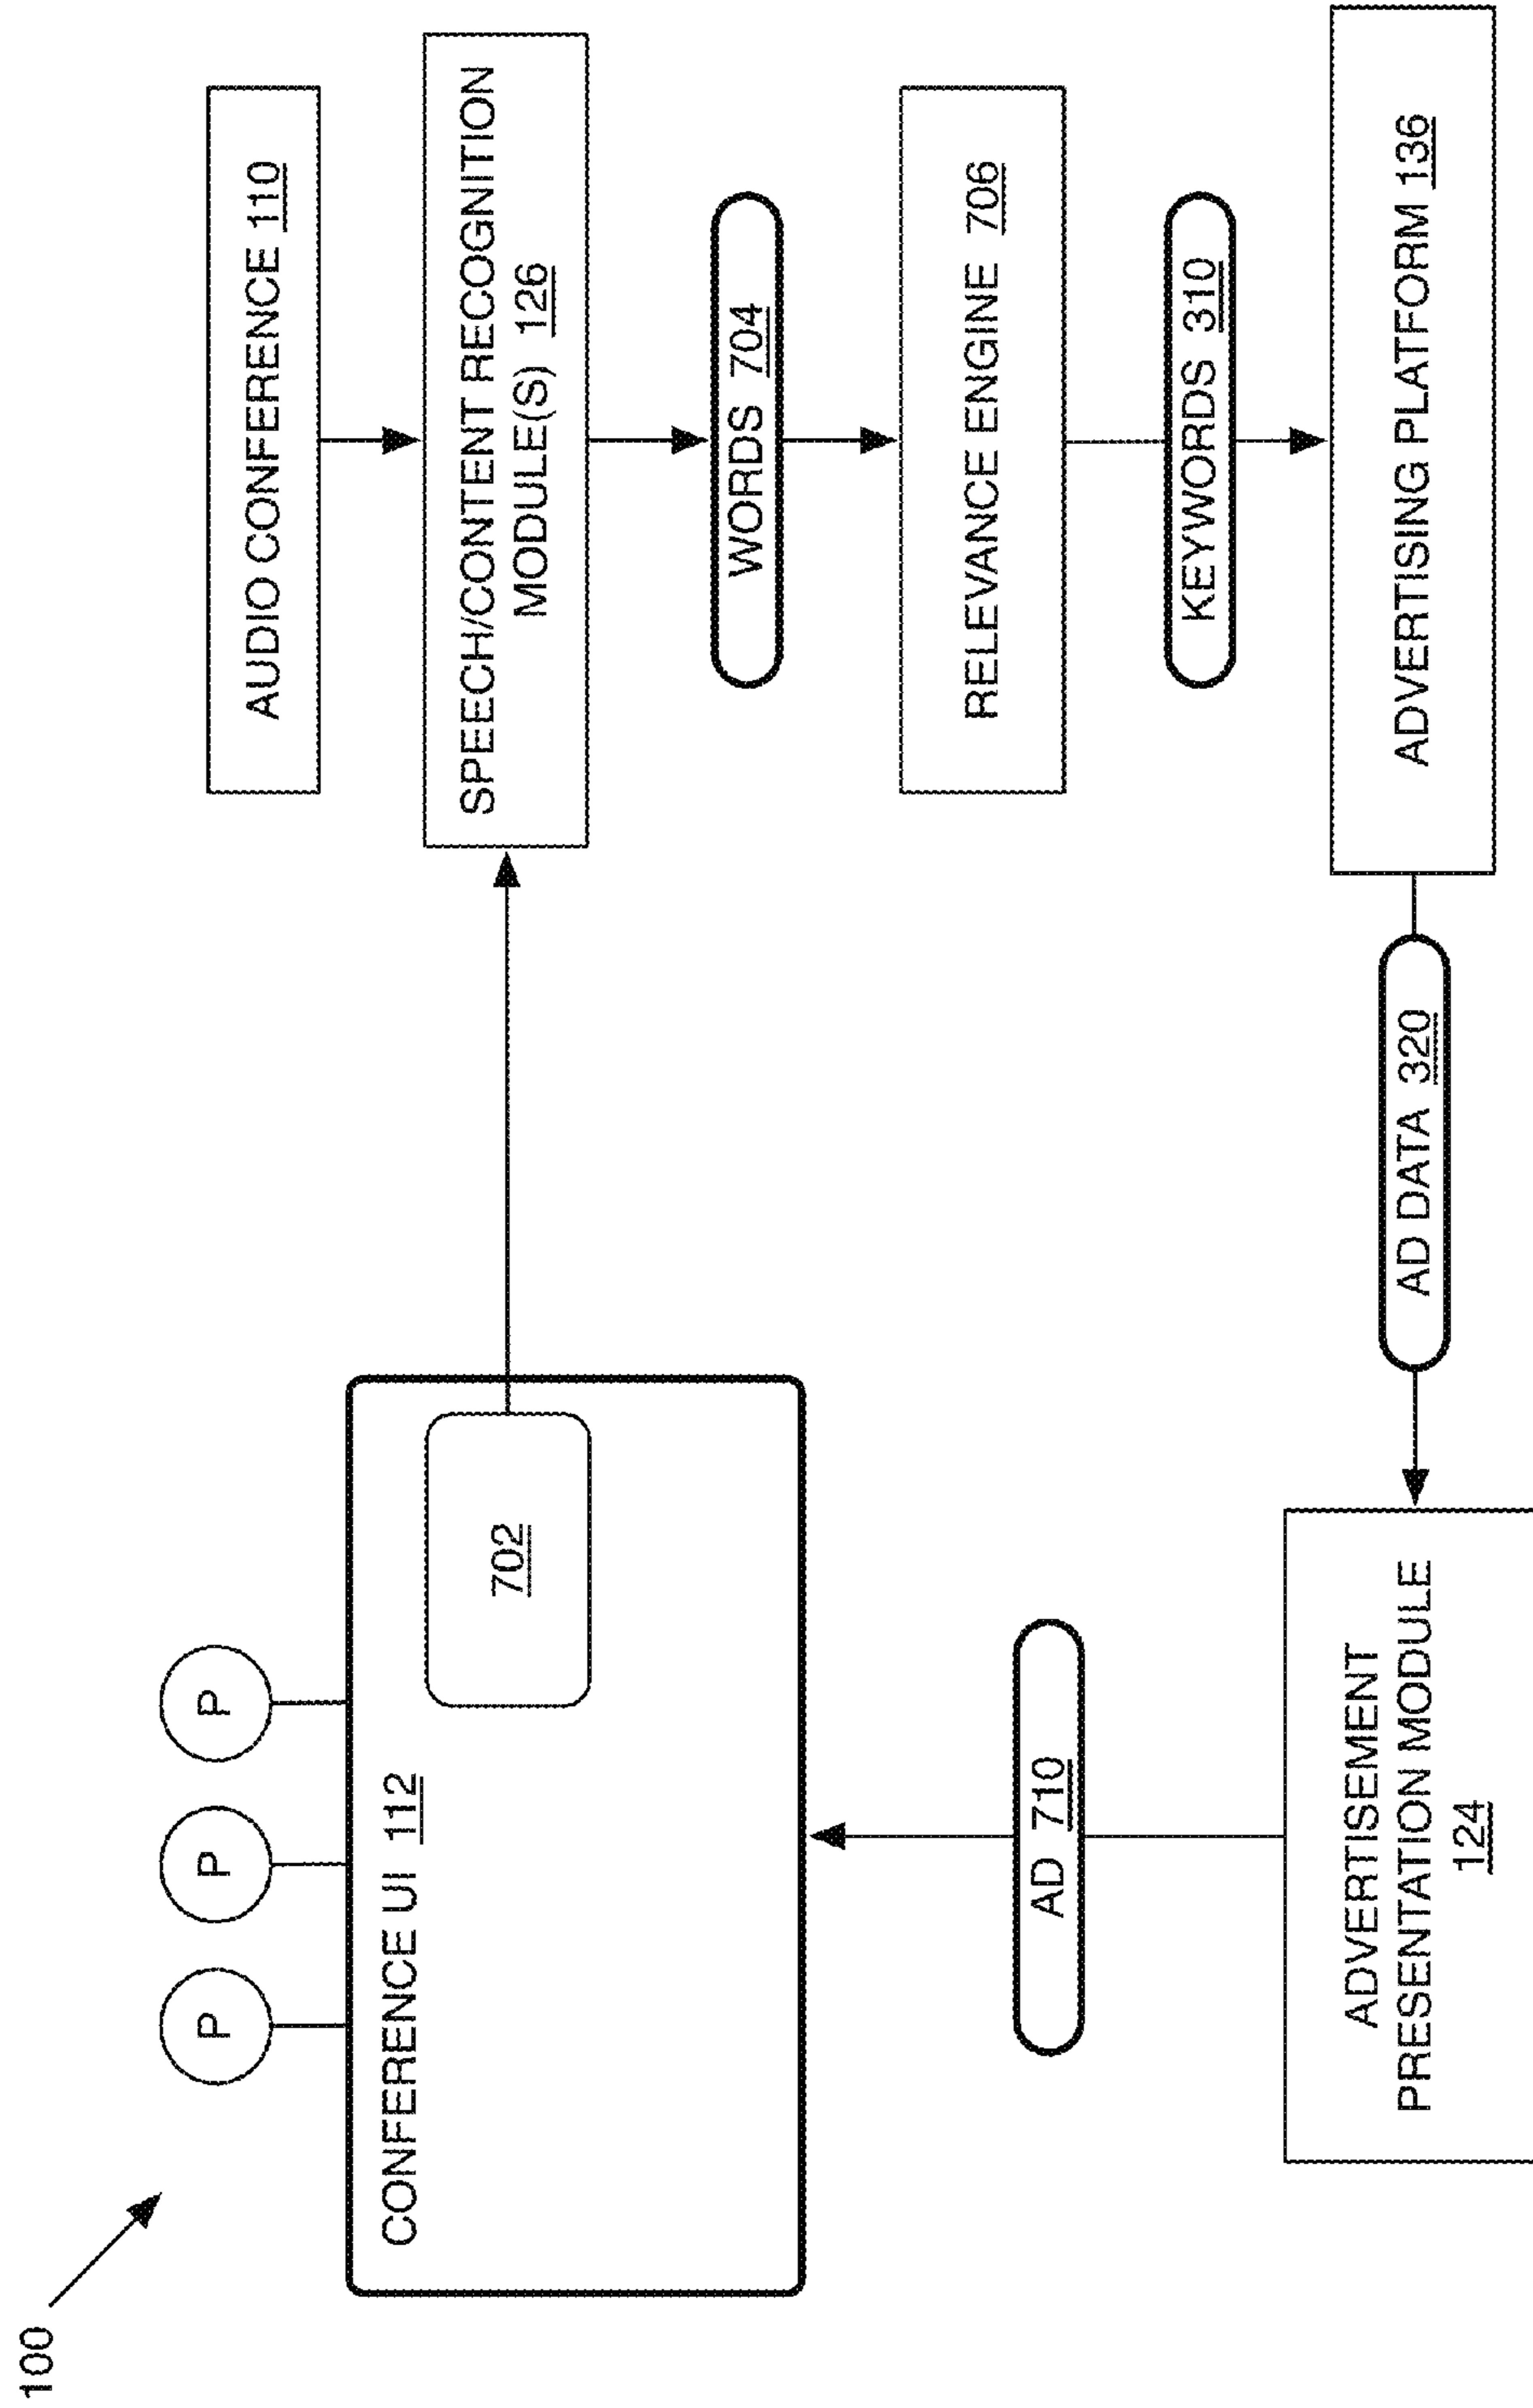 100
P
P
P
CONFERENCE UI 112
702
AUDIO CONFERENCE 110
SPEECH/CONTENT RECOGNITION
MODULE(S) 126
WORDS 704
RELEVANCE ENGINE 706
KEYWORDS 310
ADVERTISING PLATFORM 136
AD DATA 320
AD 710
ADVERTISEMENT
PRESENTATION MODULE
124